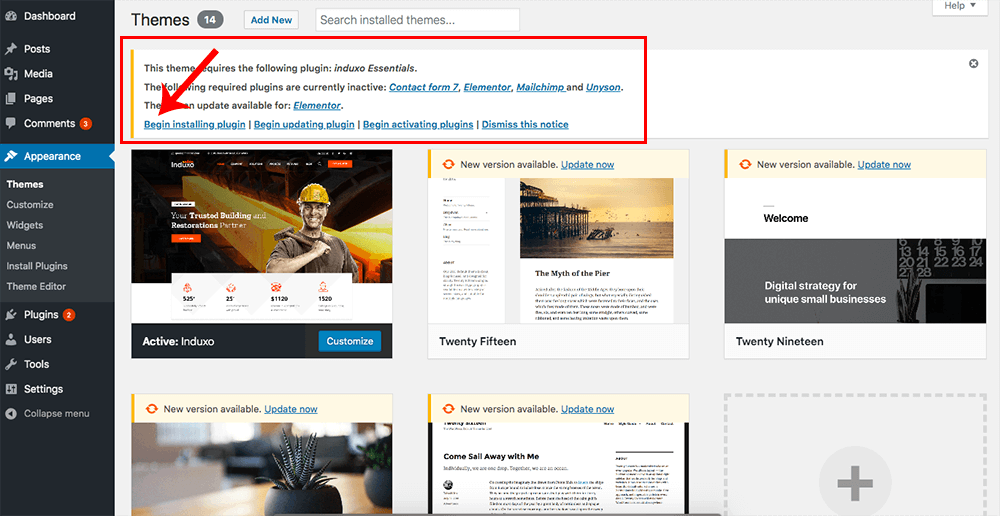 Dashboard
Posts
Media
Pages
Comments 3
Appearance
Themes
Customize
Widgets
Menus
Install Plugins
Theme Editor
Plugins 2
Users
Tools
Settings
Collapse menu
Themes 14
Add New
Search installed themes...
Help
This theme requires the following plugin: induxo Essentials.
The following required plugins are currently inactive: Contact form 7, Elementor, Mailchimp and Unyson.
The an update available for: Elementor.
Begin installing plugin | Begin updating plugin | Begin activating plugins | Dismiss this notice
Induxo
Your Trusted Building and
Restorations Partner
525+
25+
$1120
1520
Active: Induxo
Customize
New version available. Update now
The Myth of the Pier
Twenty Fifteen
New version available. Update now
Welcome
Digital strategy for
unique small businesses
Twenty Nineteen
New version available. Update now
New version available. Update now
Come Sail Away with Me
Individually, we are one drop. Together, we are an ocean.